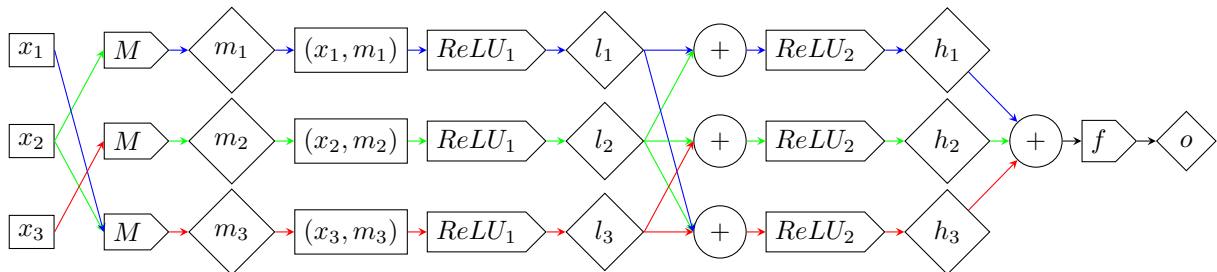 x₁ M m₁ (x₁, m₁) ReLU₁ l₁ + ReLU₂ h₁
x₂ M m₂ (x₂, m₂) ReLU₁ l₂ + ReLU₂ h₂ + f o
x₃ M m₃ (x₃, m₃) ReLU₁ l₃ + ReLU₂ h₃